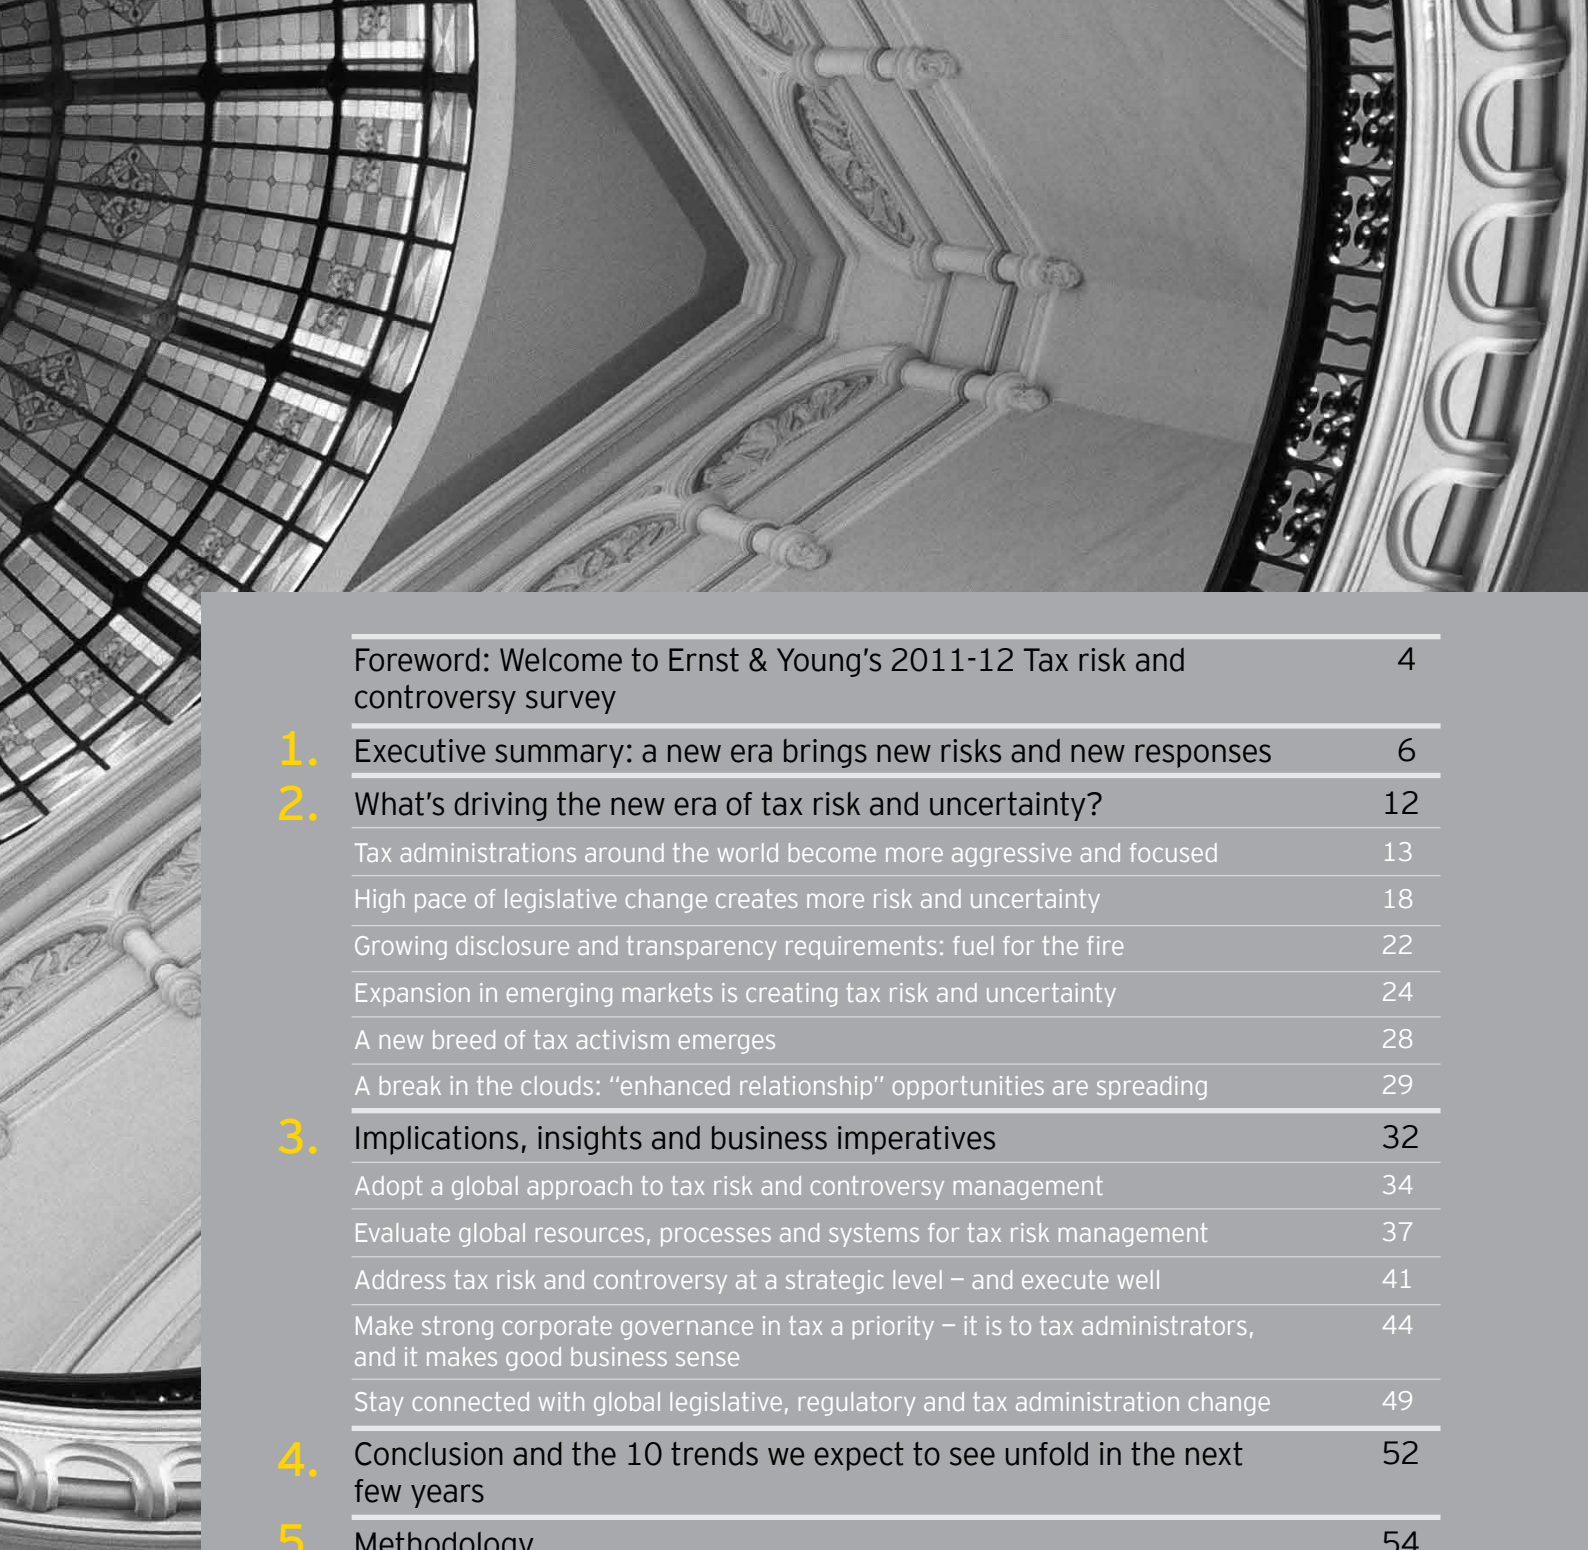 Foreword: Welcome to Ernst & Young’s 2011-12 Tax risk and 4
controversy survey
1. Executive summary: a new era brings new risks and new responses 6
2. What’s driving the new era of tax risk and uncertainty? 12
Tax administrations around the world become more aggressive and focused 13
High pace of legislative change creates more risk and uncertainty 18
Growing disclosure and transparency requirements: fuel for the fire 22
Expansion in emerging markets is creating tax risk and uncertainty 24
A new breed of tax activism emerges 28
A break in the clouds: “enhanced relationship” opportunities are spreading 29
3. Implications, insights and business imperatives 32
Adopt a global approach to tax risk and controversy management 34
Evaluate global resources, processes and systems for tax risk management 37
Address tax risk and controversy at a strategic level – and execute well 41
Make strong corporate governance in tax a priority – it is to tax administrators, 44
and it makes good business sense
Stay connected with global legislative, regulatory and tax administration change 49
4. Conclusion and the 10 trends we expect to see unfold in the next 52
few years
5. Methodology 54